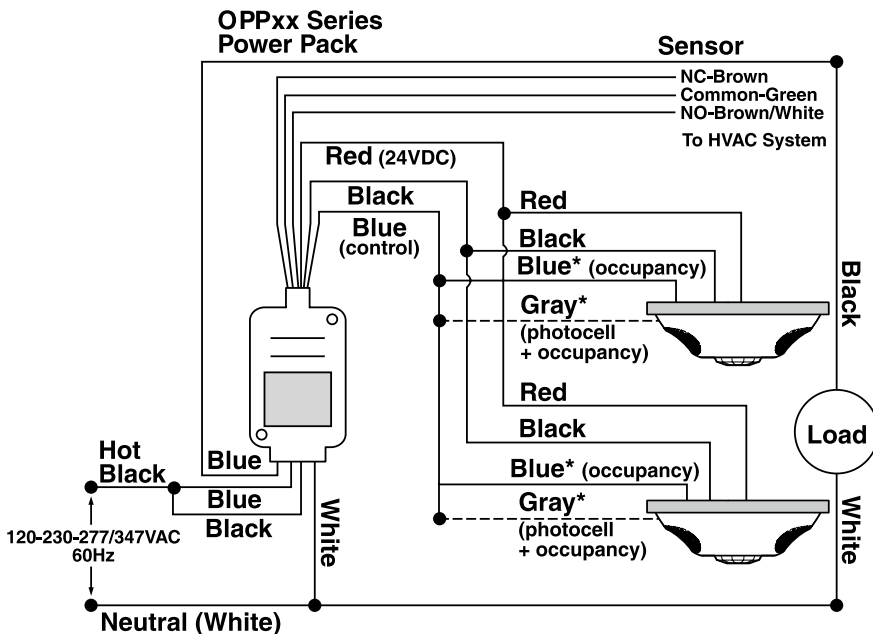 OPPxx Series
Power Pack
Sensor
NC-Brown
Common-Green
NO-Brown/White
To HVAC System
Red (24VDC)
Black
Blue
(control)
Red
Black
Blue* (occupancy)
Gray*
(photocell
+ occupancy)
Black
Red
Black
Blue* (occupancy)
Gray*
(photocell
+ occupancy)
Load
White
Hot
Black
Blue
Blue
Black
White
120-230-277/347VAC
60Hz
Neutral (White)